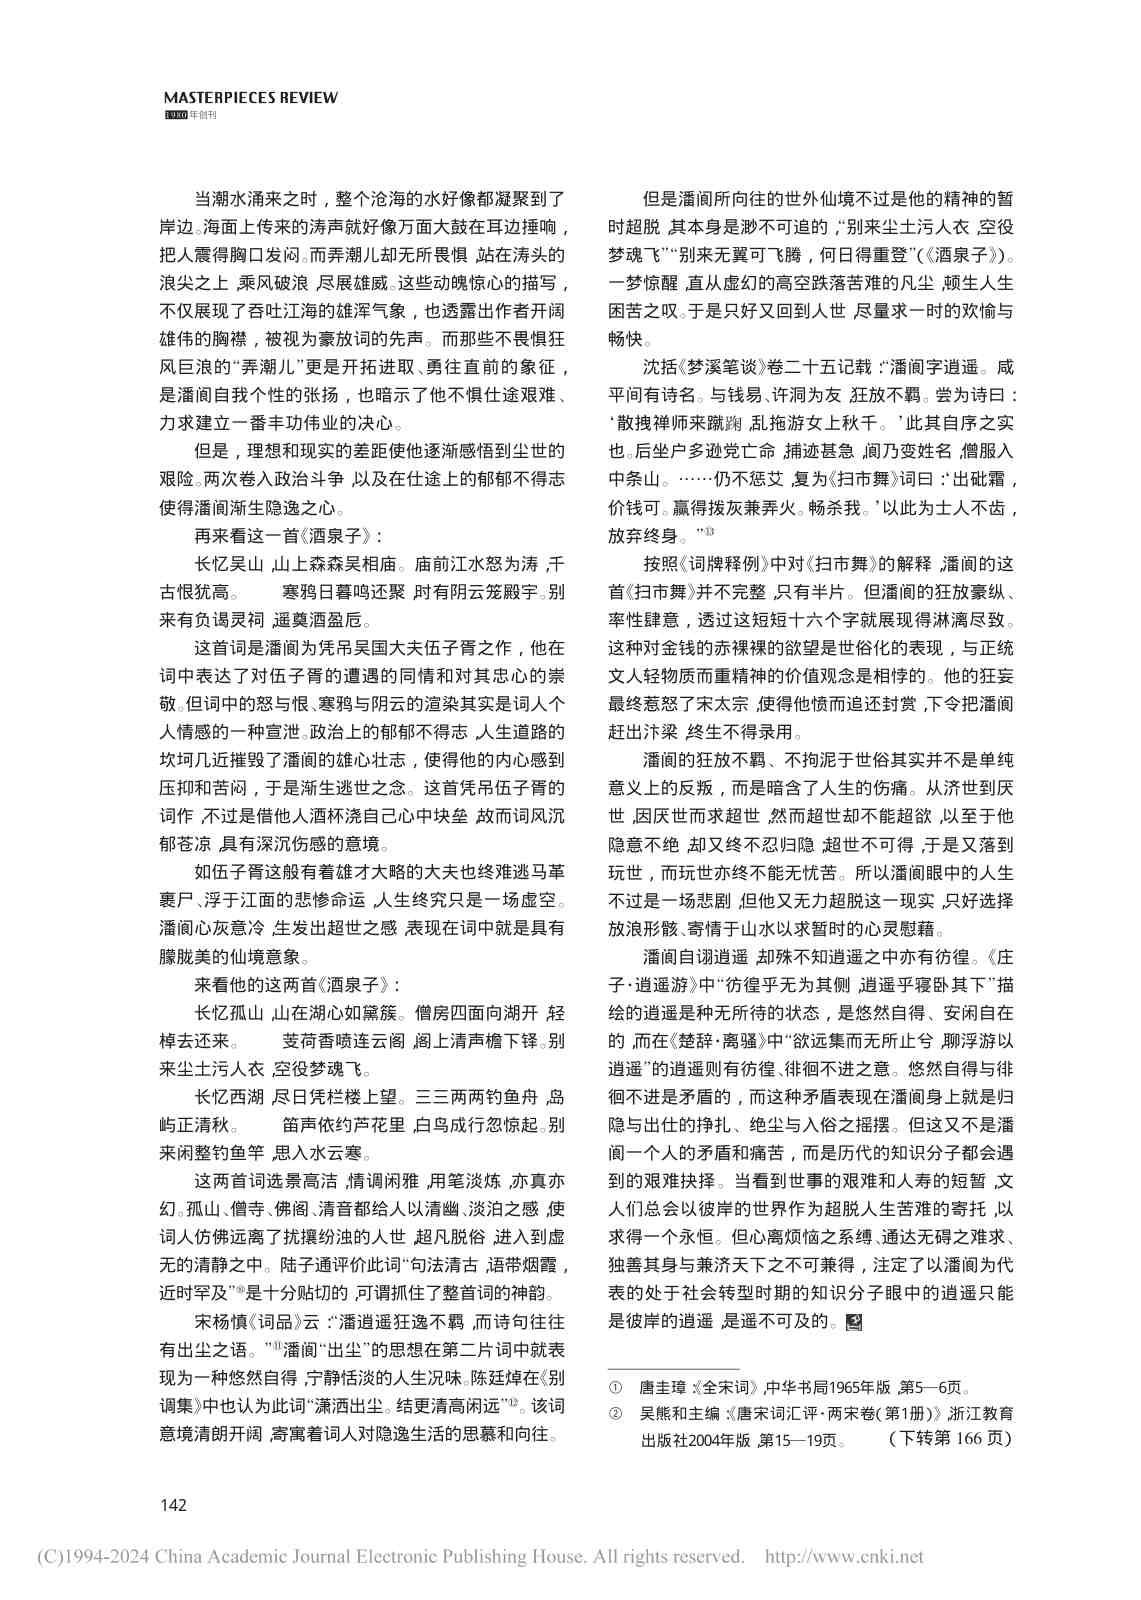 MASTERPIECES REVIEW
1980年创刊
当潮水涌来之时，整个沧海的水好像都凝聚到了
岸边。海面上传来的涛声就好像万面大鼓在耳边捶响，
把人震得胸口发闷。而弄潮儿却无所畏惧，站在涛头的
浪尖之上，乘风破浪，尽展雄威。这些动魄惊心的描写，
不仅展现了吞吐江海的雄浑气象，也透露出作者开阔
雄伟的胸襟，被视为豪放词的先声。而那些不畏惧狂
风巨浪的“弄潮儿”更是开拓进取、勇往直前的象征，
是潘阆自我个性的张扬，也暗示了他不惧仕途艰难、
力求建立一番丰功伟业的决心。
但是，理想和现实的差距使他逐渐感悟到尘世的
艰险。两次卷入政治斗争，以及在仕途上的郁郁不得志
使得潘阆渐生隐逸之心。
再来看这一首《酒泉子》：
长忆吴山，山上森森吴相庙。庙前江水怒为涛，千
古恨犹高。　　寒鸦日暮鸣还聚，时有阴云笼殿宇。别
来有负谒灵祠，遥奠酒盈卮。
这首词是潘阆为凭吊吴国大夫伍子胥之作，他在
词中表达了对伍子胥的遭遇的同情和对其忠心的崇
敬。但词中的怒与恨、寒鸦与阴云的渲染其实是词人个
人情感的一种宣泄。政治上的郁郁不得志，人生道路的
坎坷几近摧毁了潘阆的雄心壮志，使得他的内心感到
压抑和苦闷，于是渐生逃世之念。这首凭吊伍子胥的
词作，不过是借他人酒杯浇自己心中块垒，故而词风沉
郁苍凉，具有深沉伤感的意境。
如伍子胥这般有着雄才大略的大夫也终难逃马革
裹尸、浮于江面的悲惨命运，人生终究只是一场虚空。
潘阆心灰意冷，生发出超世之感，表现在词中就是具有
朦胧美的仙境意象。
来看他的这两首《酒泉子》：
长忆孤山，山在湖心如黛簇。僧房四面向湖开，轻
棹去还来。　　芰荷香喷连云阁，阁上清声檐下铎。别
来尘土污人衣，空役梦魂飞。
长忆西湖，尽日凭栏楼上望。三三两两钓鱼舟，岛
屿正清秋。　　笛声依约芦花里，白鸟成行忽惊起。别
来闲整钓鱼竿，思入水云寒。
这两首词选景高洁，情调闲雅，用笔淡炼，亦真亦
幻。孤山、僧寺、佛阁、清音都给人以清幽、淡泊之感，使
词人仿佛远离了扰攘纷浊的人世，超凡脱俗，进入到虚
无的清静之中。陆子通评价此词“句法清古，语带烟霞，
近时罕及”⑩是十分贴切的，可谓抓住了整首词的神韵。
宋杨慎《词品》云：“潘逍遥狂逸不羁，而诗句往往
有出尘之语。”⑪潘阆“出尘”的思想在第二片词中就表
现为一种悠然自得，宁静恬淡的人生况味。陈廷焯在《别
调集》中也认为此词“潇洒出尘。结更清高闲远”⑫。该词
意境清朗开阔，寄寓着词人对隐逸生活的思慕和向往。
但是潘阆所向往的世外仙境不过是他的精神的暂
时超脱，其本身是渺不可追的，“别来尘土污人衣，空役
梦魂飞”“别来无翼可飞腾，何日得重登”(《酒泉子》)。
一梦惊醒，直从虚幻的高空跌落苦难的凡尘，顿生人生
困苦之叹。于是只好又回到人世，尽量求一时的欢愉与
畅快。
沈括《梦溪笔谈》卷二十五记载：“潘阆字逍遥。咸
平间有诗名。与钱易、许洞为友，狂放不羁。尝为诗曰：
‘散拽禅师来蹴踘，乱拖游女上秋千。’此其自序之实
也。后坐卢多逊党亡命，捕迹甚急，阆乃变姓名，僧服入
中条山。……仍不惩艾，复为《扫市舞》词曰：‘出砒霜，
价钱可。赢得拨灰兼弄火。畅杀我。’以此为士人不齿，
放弃终身。”⑬
按照《词牌释例》中对《扫市舞》的解释，潘阆的这
首《扫市舞》并不完整，只有半片。但潘阆的狂放豪纵、
率性肆意，透过这短短十六个字就展现得淋漓尽致。
这种对金钱的赤裸裸的欲望是世俗化的表现，与正统
文人轻物质而重精神的价值观念是相悖的。他的狂妄
最终惹怒了宋太宗，使得他愤而追还封赏，下令把潘阆
赶出汴梁，终生不得录用。
潘阆的狂放不羁、不拘泥于世俗其实并不是单纯
意义上的反叛，而是暗含了人生的伤痛。从济世到厌
世，因厌世而求超世，然而超世却不能超欲，以至于他
隐意不绝，却又终不忍归隐，超世不可得，于是又落到
玩世，而玩世亦终不能无忧苦。所以潘阆眼中的人生
不过是一场悲剧，但他又无力超脱这一现实，只好选择
放浪形骸、寄情于山水以求暂时的心灵慰藉。
潘阆自诩逍遥，却殊不知逍遥之中亦有彷徨。《庄
子·逍遥游》中“彷徨乎无为其侧，逍遥乎寝卧其下”描
绘的逍遥是种无所待的状态，是悠然自得、安闲自在
的，而在《楚辞·离骚》中“欲远集而无所止兮，聊浮游以
逍遥”的逍遥则有彷徨、徘徊不进之意。悠然自得与徘
徊不进是矛盾的，而这种矛盾表现在潘阆身上就是归
隐与出仕的挣扎、绝尘与入俗之摇摆。但这又不是潘
阆一个人的矛盾和痛苦，而是历代的知识分子都会遇
到的艰难抉择。当看到世事的艰难和人寿的短暂，文
人们总会以彼岸的世界作为超脱人生苦难的寄托，以
求得一个永恒。但心离烦恼之系缚、通达无碍之难求、
独善其身与兼济天下之不可兼得，注定了以潘阆为代
表的处于社会转型时期的知识分子眼中的逍遥只能
是彼岸的逍遥，是遥不可及的。
① 唐圭璋：《全宋词》，中华书局1965年版，第5—6页。
② 吴熊和主编：《唐宋词汇评·两宋卷(第1册)》，浙江教育
出版社2004年版，第15—19页。　　（下转第 166 页）
142
(C)1994-2024 China Academic Journal Electronic Publishing House. All rights reserved. http://www.cnki.net